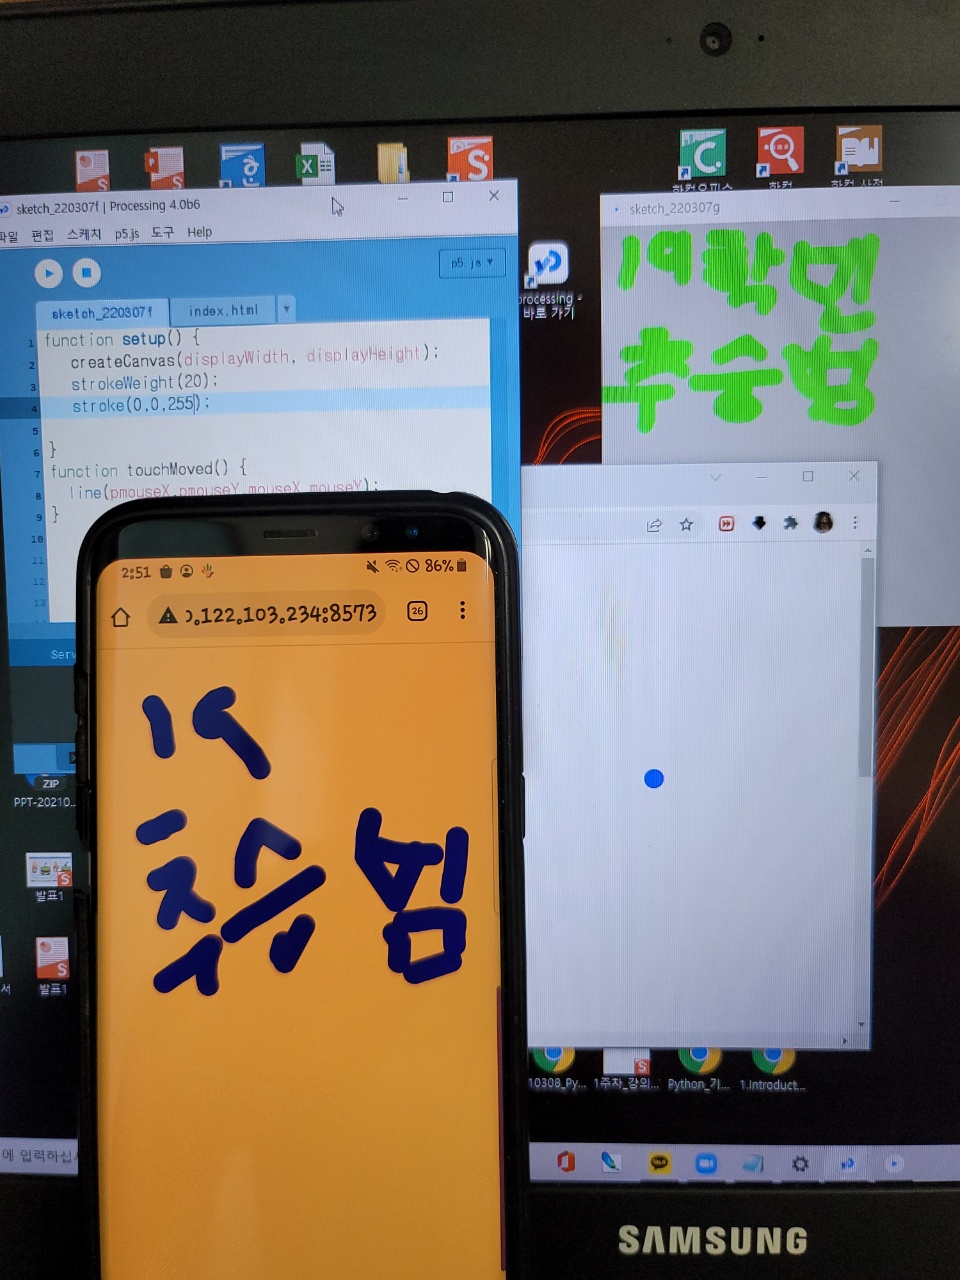 한컴오피스
한컴
한컴 사전
sketch_220307f | Processing 4.0b6
파일 편집 스케치 p5.js 도구 Help
p5.js
sketch_220307f
index.html
1 function setup() {
2 createCanvas(displayWidth, displayHeight);
3 strokeWeight(20);
4 stroke(0,0,255);
5
6 }
7 function touchMoved() {
8 line(pmouseX,pmouseY,mouseX,mouseY);
9 }
10
11
12
13
processing -
바로 가기
sketch_220307g
19학번
추승범
2:51
86%
.122.103.234:8573
26
19
추승범
ZIP
PPT-20210...
발표1
발표1
10308_Py...
1주차_강의...
Python_기...
1.Introduct...
에 입력하십시
TALK
SAMSUNG